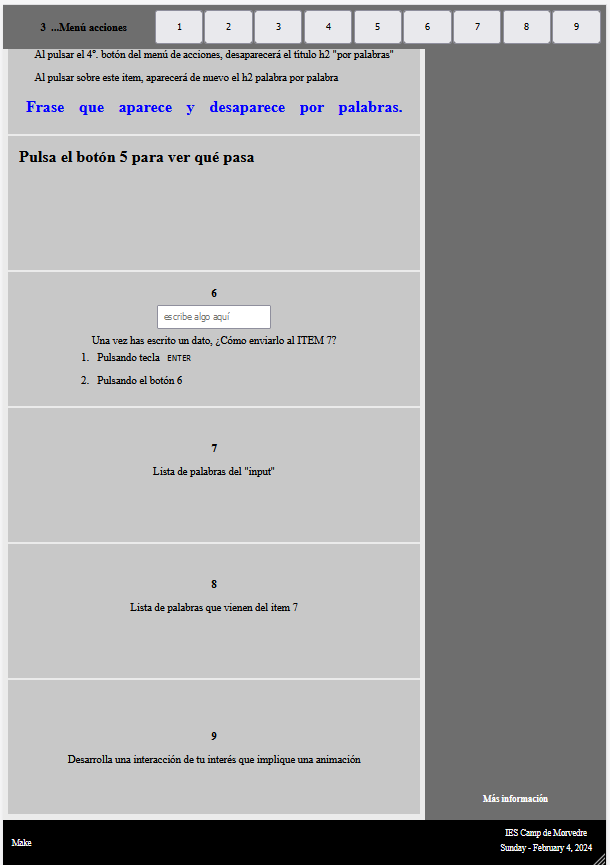 3 ...Menú acciones 1 2 3 4 5 6 7 8 9
Al pulsar el 4º. botón del menú de acciones, desaparecerá el título h2 "por palabras"
Al pulsar sobre este item, aparecerá de nuevo el h2 palabra por palabra
Frase que aparece y desaparece por palabras.
Pulsa el botón 5 para ver qué pasa
6
escribe algo aquí
Una vez has escrito un dato, ¿Cómo enviarlo al ITEM 7?
1. Pulsando tecla ENTER
2. Pulsando el botón 6
7
Lista de palabras del "input"
8
Lista de palabras que vienen del item 7
9
Desarrolla una interacción de tu interés que implique una animación
Más información
Make
IES Camp de Morvedre
Sunday - February 4, 2024